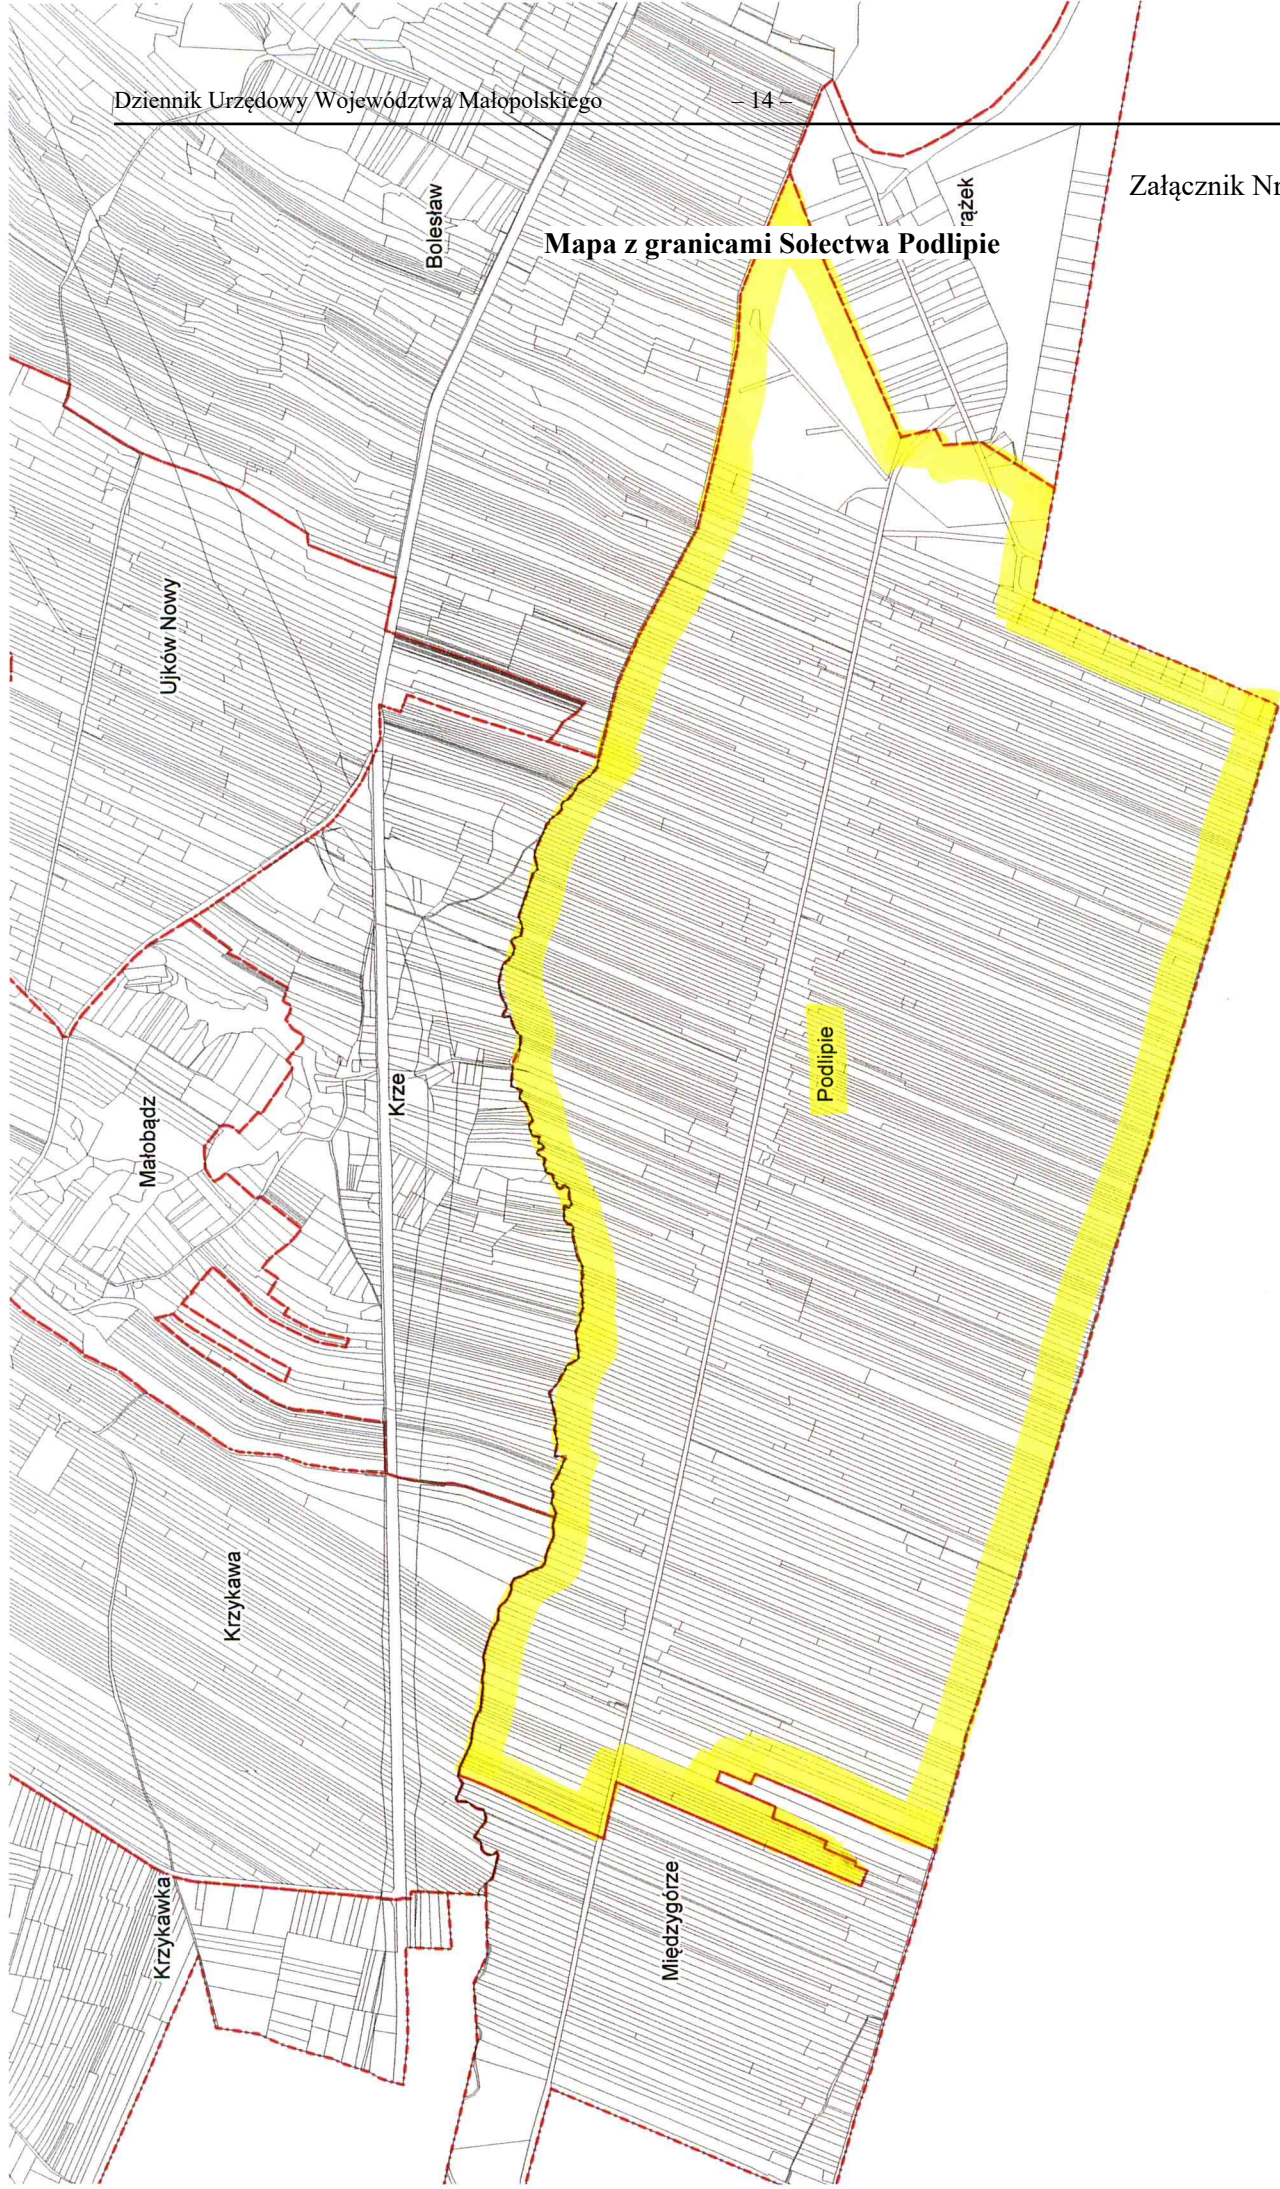 Dziennik Urzędowy Województwa Małopolskiego – 14 –
Załącznik Nr
Mapa z granicami Sołectwa Podlipie
Bolesław
rążek
Ujków Nowy
Małobądz
Krze
Podlipie
Krzykawa
Krzykawka
Międzygórze